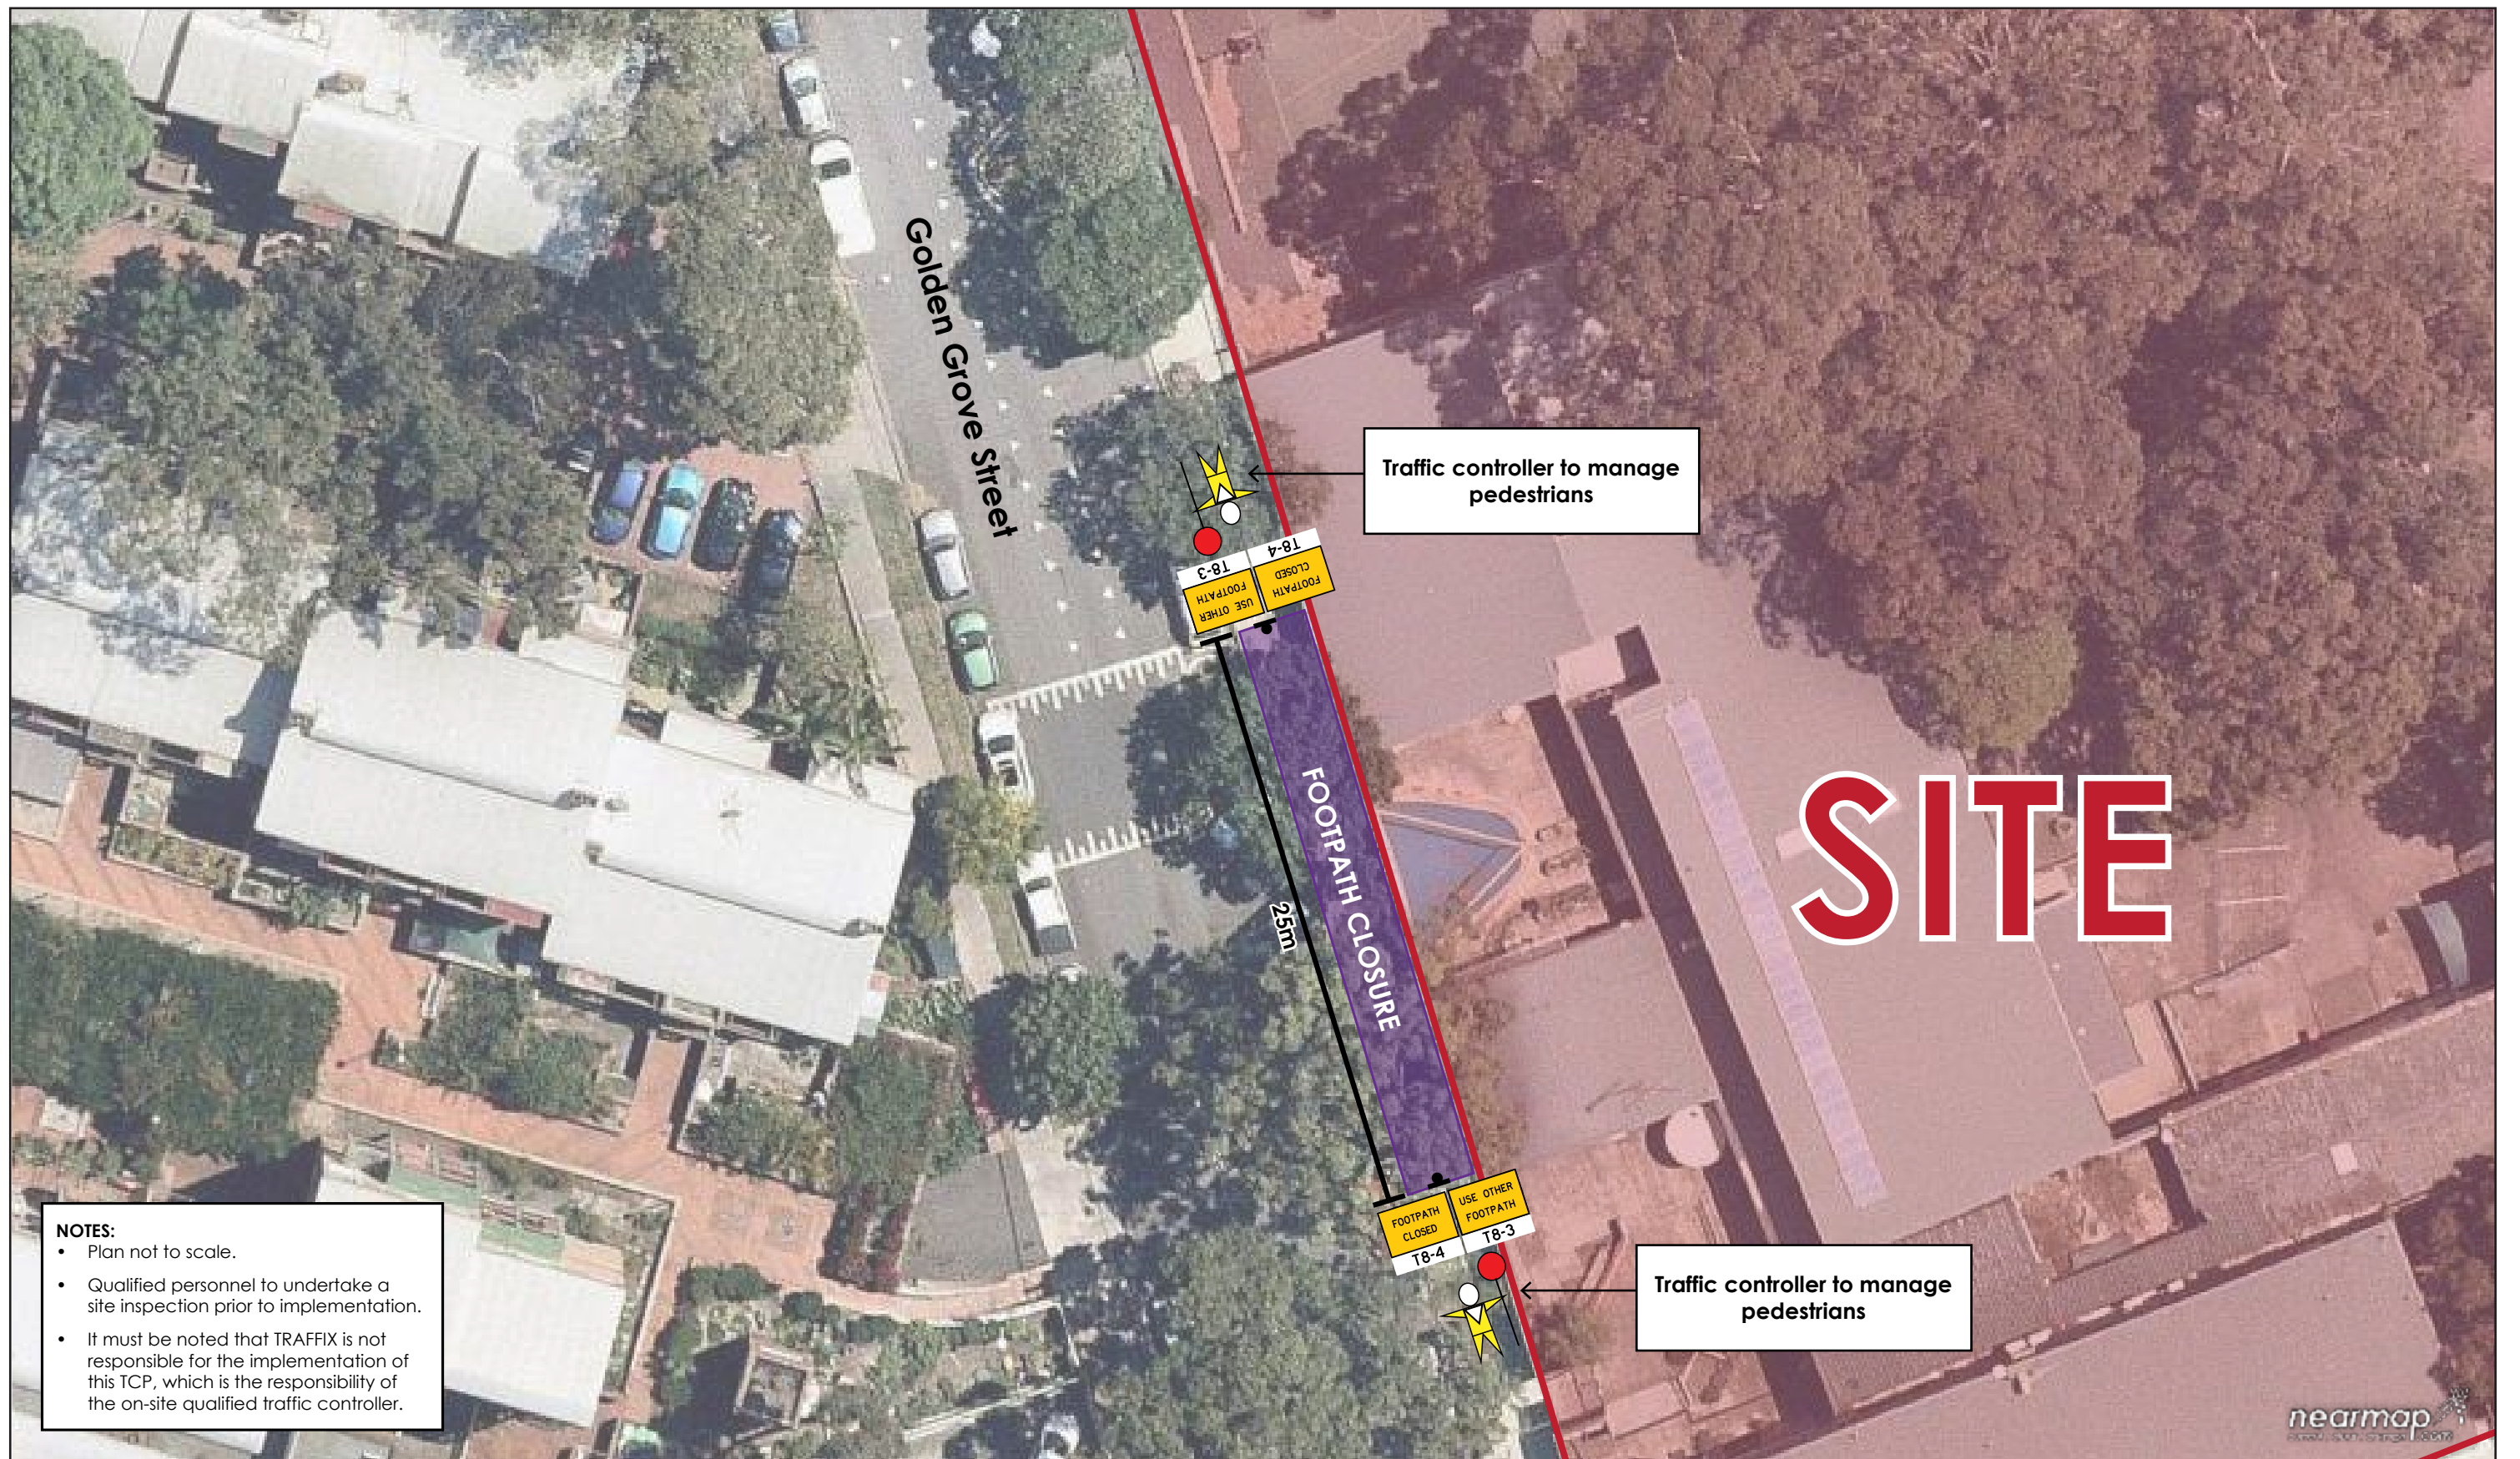 Golden Grove Street
Traffic controller to manage
pedestrians
T8-3
USE OTHER
FOOTPATH
T8-4
FOOTPATH
CLOSED
FOOTPATH CLOSURE
25m
SITE
FOOTPATH
CLOSED
T8-4
USE OTHER
FOOTPATH
T8-3
Traffic controller to manage
pedestrians
NOTES:
• Plan not to scale.
• Qualified personnel to undertake a
site inspection prior to implementation.
• It must be noted that TRAFFIX is not
responsible for the implementation of
this TCP, which is the responsibility of
the on-site qualified traffic controller.
nearmap
.com